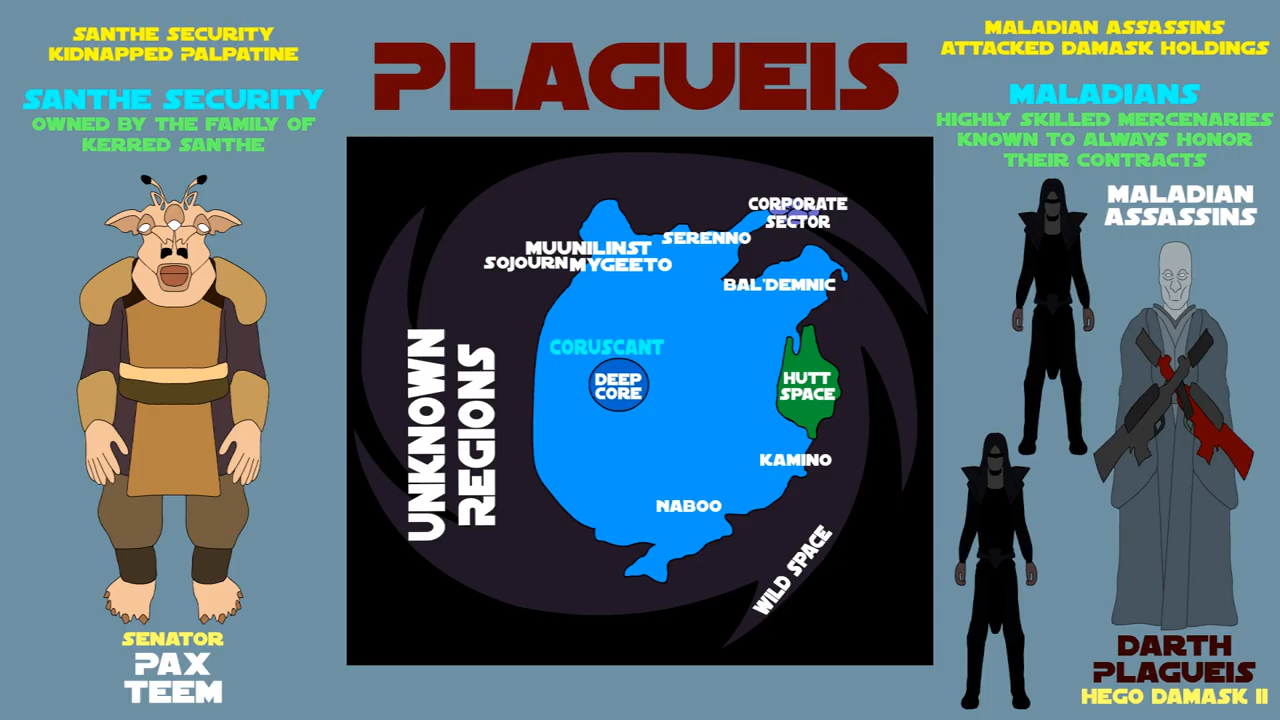 SANTHE SECURITY
KIDNAPPED PALPATINE
SANTHE SECURITY
OWNED BY THE FAMILY OF
KERRED SANTHE
SENATOR
PAX
TEEM
PLAGUEIS
CORPORATE
SECTOR
SERENNO
MUUNILINST
SOJOURN
MYGEETO
BAL'DEMNIC
CORUSCANT
DEEP
CORE
HUTT
SPACE
UNKNOWN
REGIONS
KAMINO
NABOO
WILD SPACE
MALADIAN ASSASSINS
ATTACKED DAMASK HOLDINGS
MALADIANS
HIGHLY SKILLED MERCENARIES
KNOWN TO ALWAYS HONOR
THEIR CONTRACTS
MALADIAN
ASSASSINS
DARTH
PLAGUEIS
HEGO DAMASK II